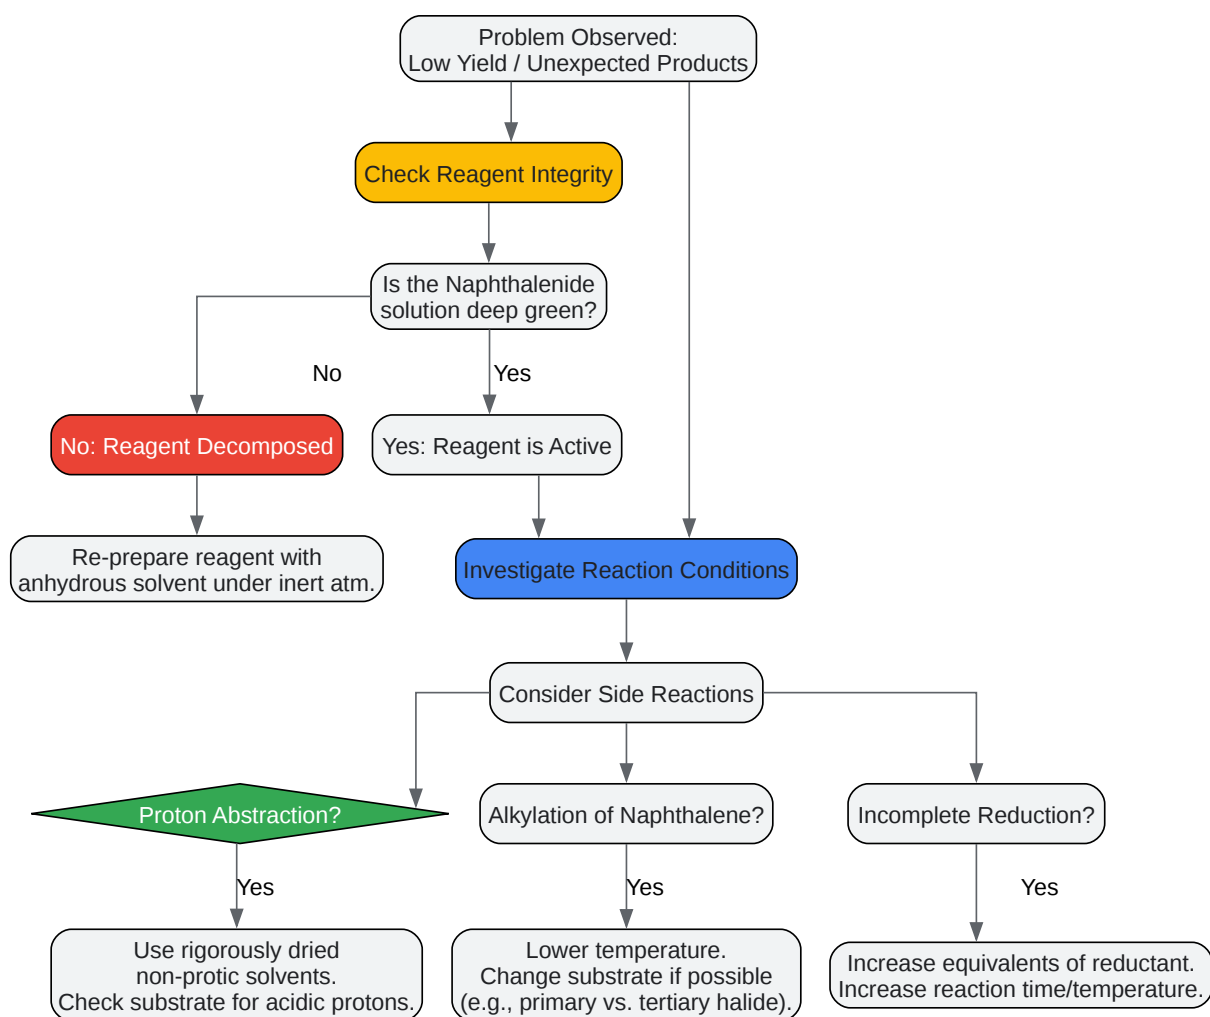 Problem Observed:
Low Yield / Unexpected Products
Check Reagent Integrity
Is the Naphthalenide
solution deep green?
No
Yes
No: Reagent Decomposed
Yes: Reagent is Active
Re-prepare reagent with
anhydrous solvent under inert atm.
Investigate Reaction Conditions
Consider Side Reactions
Proton Abstraction?
Alkylation of Naphthalene?
Incomplete Reduction?
Yes
Yes
Yes
Use rigorously dried
non-protic solvents.
Check substrate for acidic protons.
Lower temperature.
Change substrate if possible
(e.g., primary vs. tertiary halide).
Increase equivalents of reductant.
Increase reaction time/temperature.